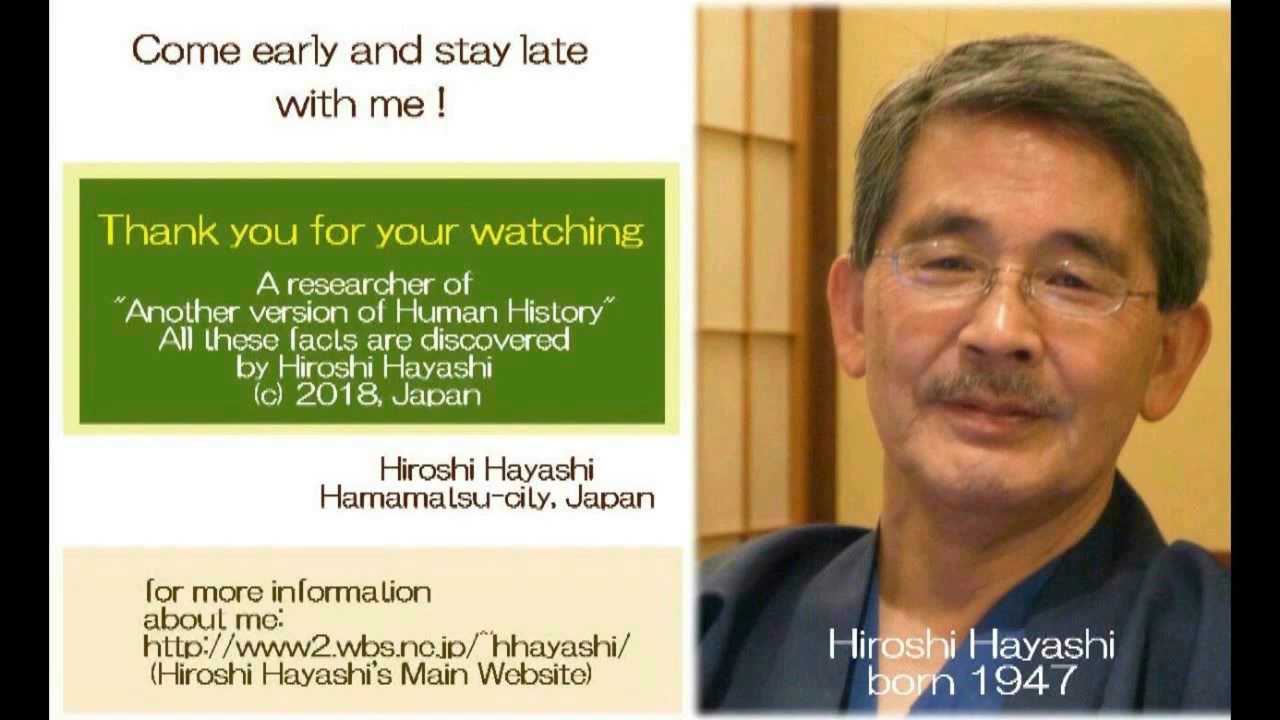 Come early and stay late
with me !
Thank you for your watching
A researcher of
"Another version of Human History"
All these facts are discovered
by Hiroshi Hayashi
(c) 2018, Japan
Hiroshi Hayashi
Hamamatsu-city, Japan
for more information
about me:
http://www2.wbs.ne.jp/~hhayashi/
(Hiroshi Hayashi's Main Website)
Hiroshi Hayashi
born 1947